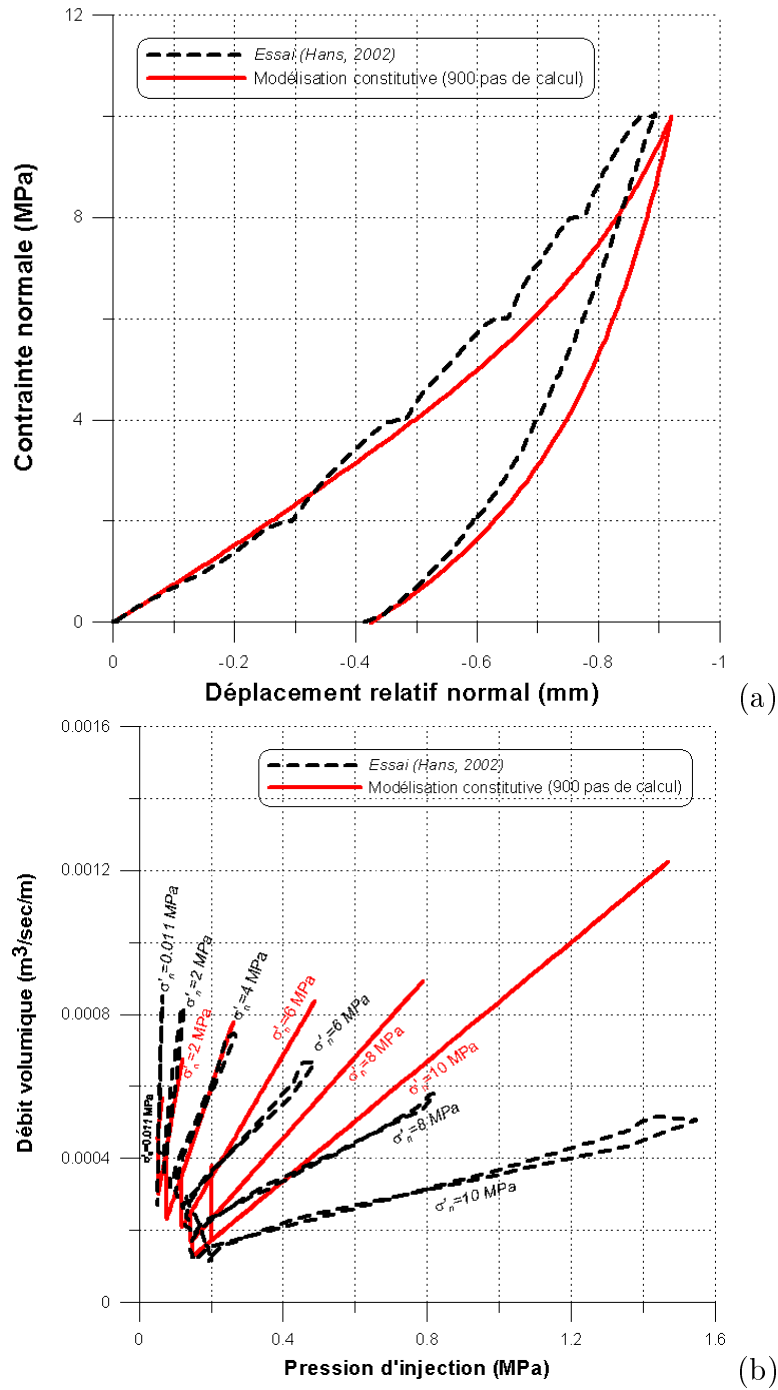 Essai (Hans, 2002)
Modélisation constitutive (900 pas de calcul)
Contrainte normale (MPa)
12
8
4
0
0
-0.2
-0.4
-0.6
-0.8
-1
Déplacement relatif normal (mm)
(a)
Essai (Hans, 2002)
Modélisation constitutive (900 pas de calcul)
Débit volumique (m³/sec/m)
0.0016
0.0012
0.0008
0.0004
0
σ'n=0.011 MPa
σ'n=2 MPa
σ'n=4 MPa
σ'n=6 MPa
σ'n=6 MPa
σ'n=2 MPa
σ'n=8 MPa
σ'n=10 MPa
σ'n=0.011 MPa
σ'n=8 MPa
σ'n=10 MPa
0
0.4
0.8
1.2
1.6
Pression d'injection (MPa)
(b)